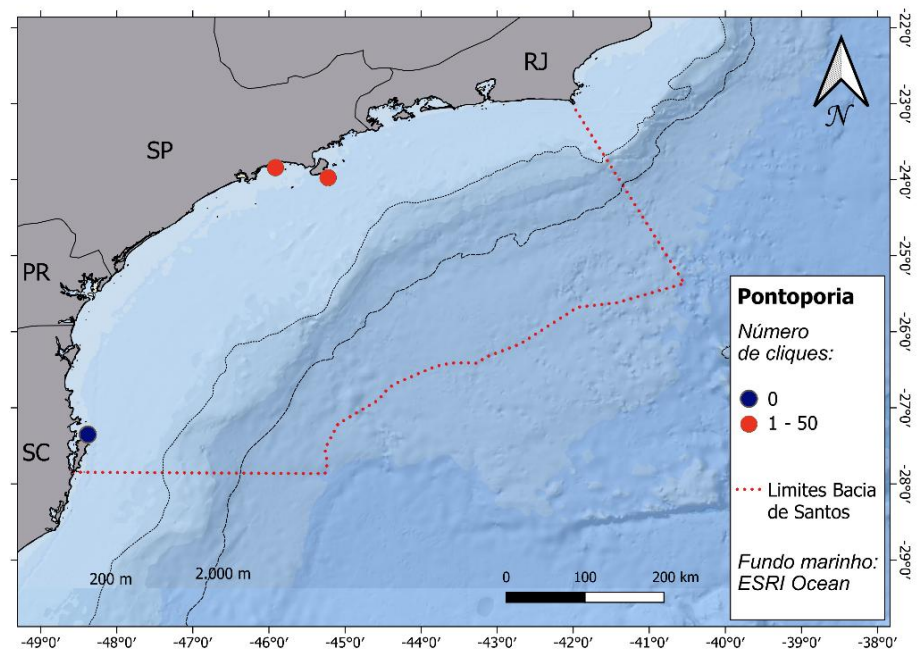 RJ
SP
PR
SC
N
200 m
2.000 m
0 100 200 km
Pontoporia
Número
de cliques:
0
1 - 50
Limites Bacia
de Santos
Fundo marinho:
ESRI Ocean
-22°0'
-23°0'
-24°0'
-25°0'
-26°0'
-27°0'
-28°0'
-29°0'
-49°0' -48°0' -47°0' -46°0' -45°0' -44°0' -43°0' -42°0' -41°0' -40°0' -39°0' -38°0'